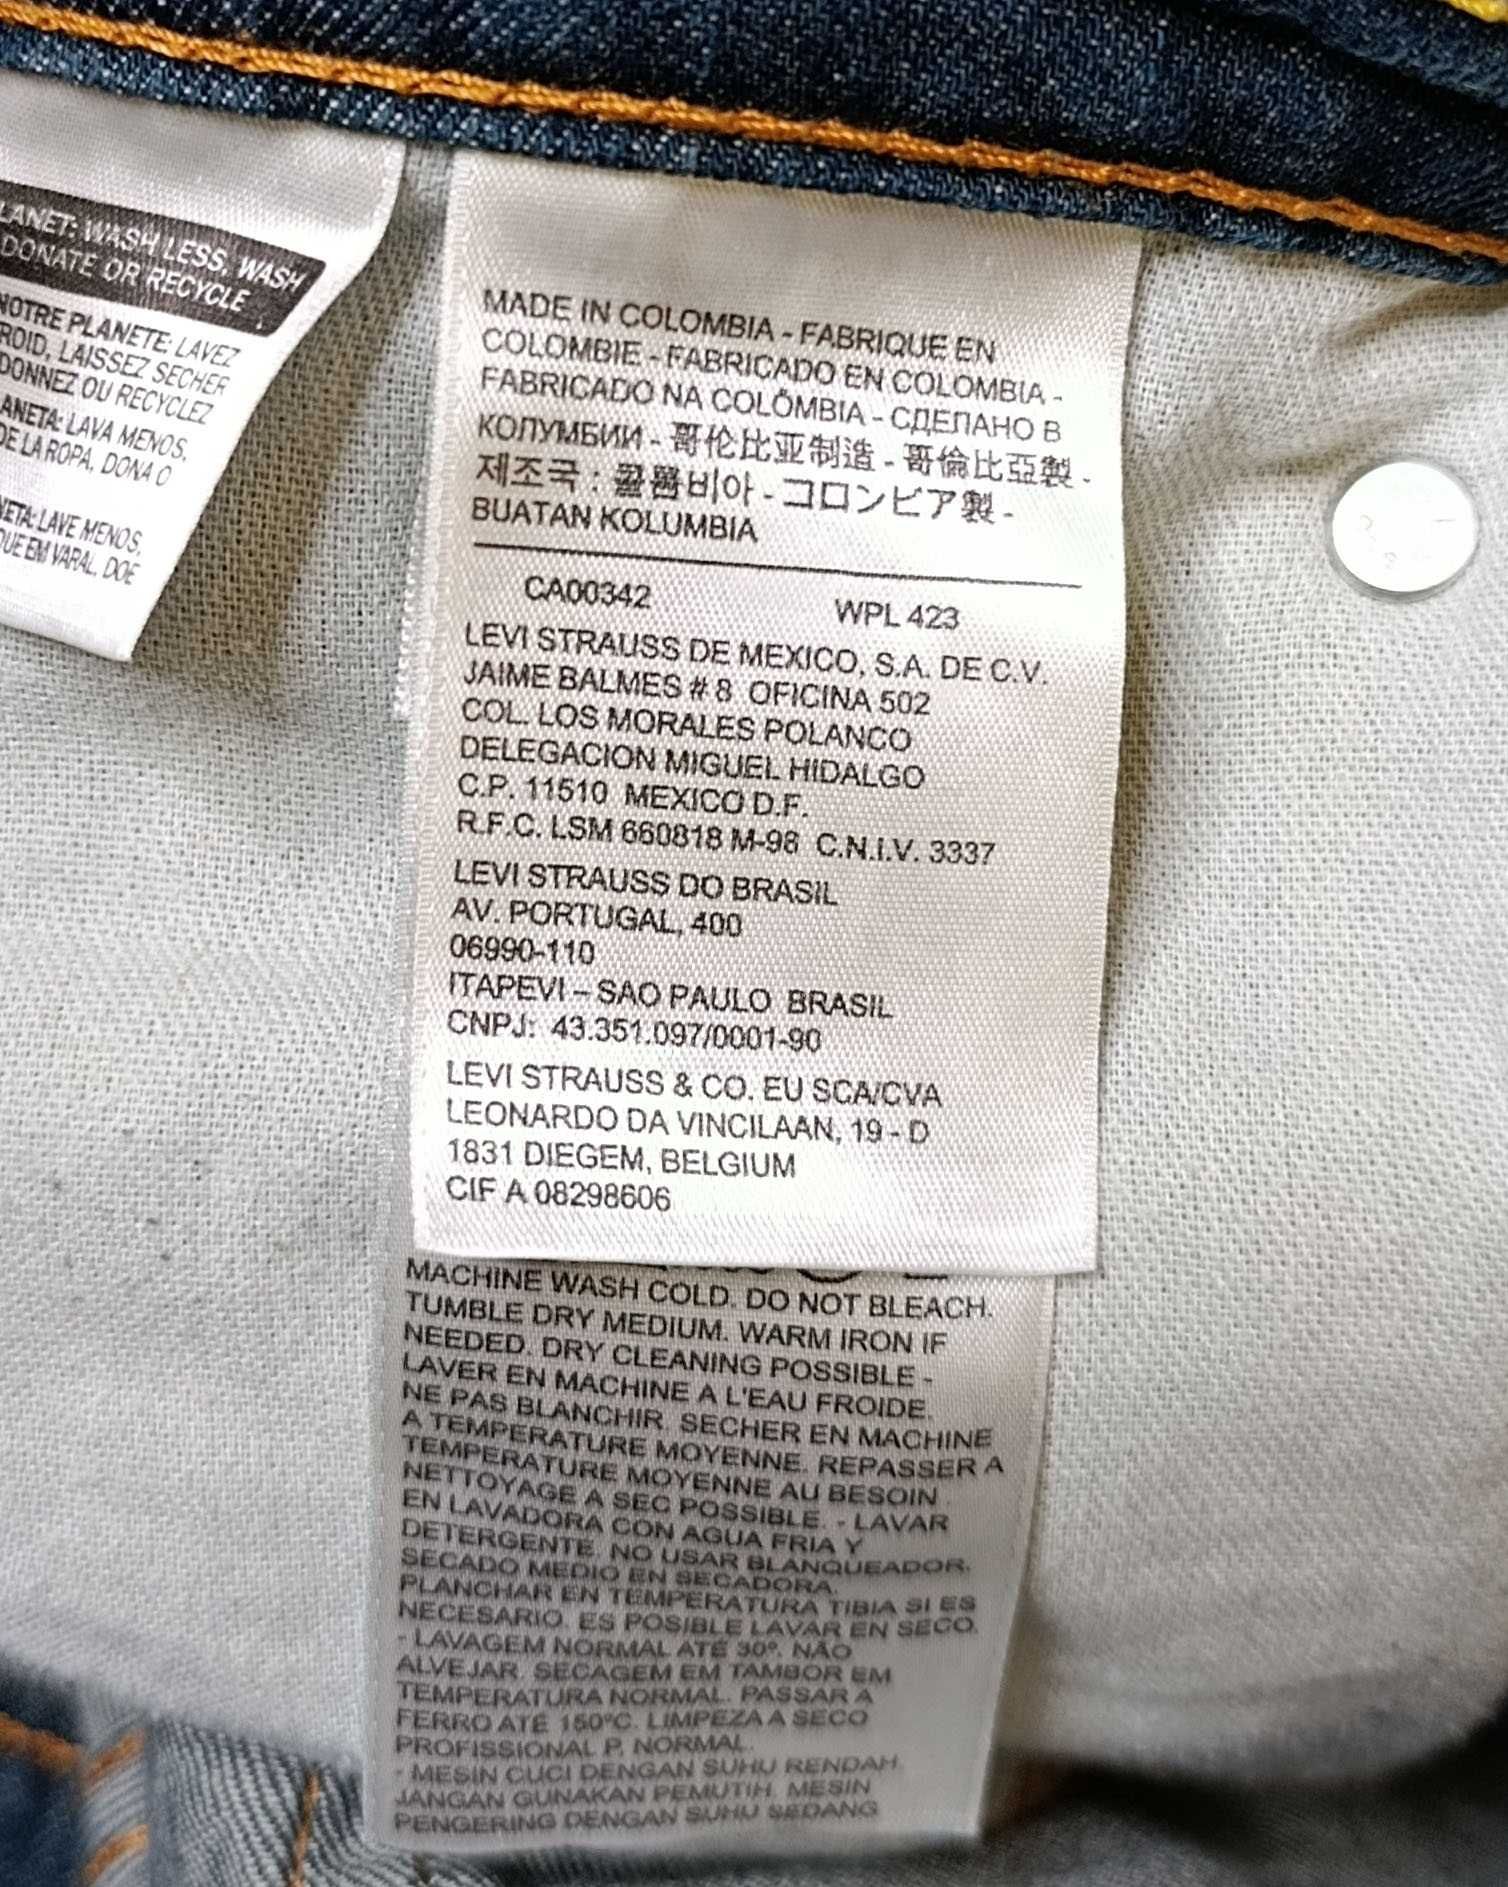 LANET: WASH LESS, WASH
DONATE OR RECYCLE
NOTRE PLANETE: LAVEZ
ROID, LAISSEZ SECHER
DONNEZ OU RECYCLEZ
ANETA: LAVA MENOS,
DE LA ROPA, DONA O
NETA: LAVE MENOS,
QUE EM VARAL, DOE
MADE IN COLOMBIA - FABRIQUE EN
COLOMBIE - FABRICADO EN COLOMBIA -
FABRICADO NA COLÔMBIA - СДЕЛАНО В
КОЛУМБИИ - 哥伦比亚制造 - 哥倫比亞製 -
제조국 : 콜롬비아 - コロンビア製 -
BUATAN KOLUMBIA
CA00342 WPL 423
LEVI STRAUSS DE MEXICO, S.A. DE C.V.
JAIME BALMES # 8 OFICINA 502
COL. LOS MORALES POLANCO
DELEGACION MIGUEL HIDALGO
C.P. 11510 MEXICO D.F.
R.F.C. LSM 660818 M-98 C.N.I.V. 3337
LEVI STRAUSS DO BRASIL
AV. PORTUGAL, 400
06990-110
ITAPEVI – SAO PAULO BRASIL
CNPJ: 43.351.097/0001-90
LEVI STRAUSS & CO. EU SCA/CVA
LEONARDO DA VINCILAAN, 19 - D
1831 DIEGEM, BELGIUM
CIF A 08298606
MACHINE WASH COLD. DO NOT BLEACH.
TUMBLE DRY MEDIUM. WARM IRON IF
NEEDED. DRY CLEANING POSSIBLE -
LAVER EN MACHINE A L'EAU FROIDE.
NE PAS BLANCHIR. SECHER EN MACHINE
A TEMPERATURE MOYENNE. REPASSER A
TEMPERATURE MOYENNE AU BESOIN.
NETTOYAGE A SEC POSSIBLE. - LAVAR
EN LAVADORA CON AGUA FRIA Y
DETERGENTE. NO USAR BLANQUEADOR.
SECADO MEDIO EN SECADORA.
PLANCHAR EN TEMPERATURA TIBIA SI ES
NECESARIO. ES POSIBLE LAVAR EN SECO.
- LAVAGEM NORMAL ATÉ 30º. NÃO
ALVEJAR. SECAGEM EM TAMBOR EM
TEMPERATURA NORMAL. PASSAR A
FERRO ATÉ 150ºC. LIMPEZA A SECO
PROFISSIONAL P. NORMAL.
- MESIN CUCI DENGAN SUHU RENDAH.
JANGAN GUNAKAN PEMUTIH. MESIN
PENGERING DENGAN SUHU SEDANG